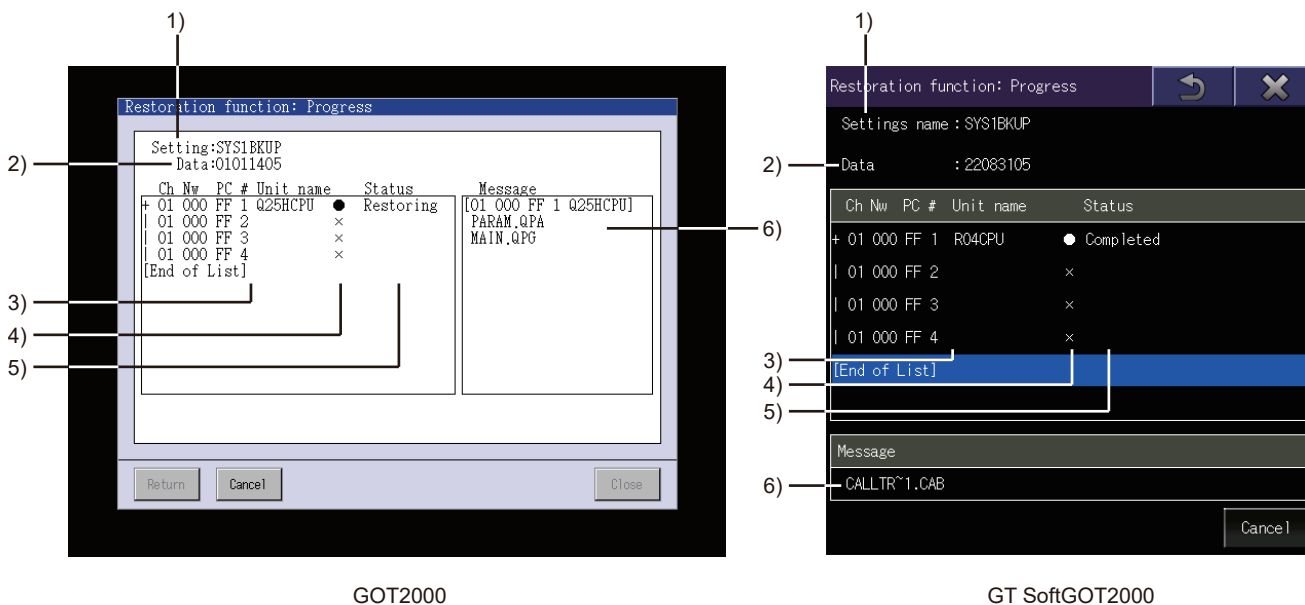 1)
Restoration function: Progress
Setting:SYS1BKUP
2)
Data:01011405
Ch Nw PC # Unit name Status Message
+ 01 000 FF 1 Q25HCPU ● Restoring [01 000 FF 1 Q25HCPU]
| 01 000 FF 2 × PARAM.QPA
| 01 000 FF 3 × MAIN.QPG
6)
| 01 000 FF 4 ×
[End of List]
3)
4)
5)
Return Cancel Close
GOT2000
1)
Restoration function: Progress
Settings name : SYS1BKUP
2)
Data : 22083105
Ch Nw PC # Unit name Status
+ 01 000 FF 1 R04CPU ● Completed
| 01 000 FF 2 ×
| 01 000 FF 3 ×
| 01 000 FF 4 ×
3)
[End of List]
4)
5)
Message
6)
CALLTR~1.CAB
Cancel
GT SoftGOT2000